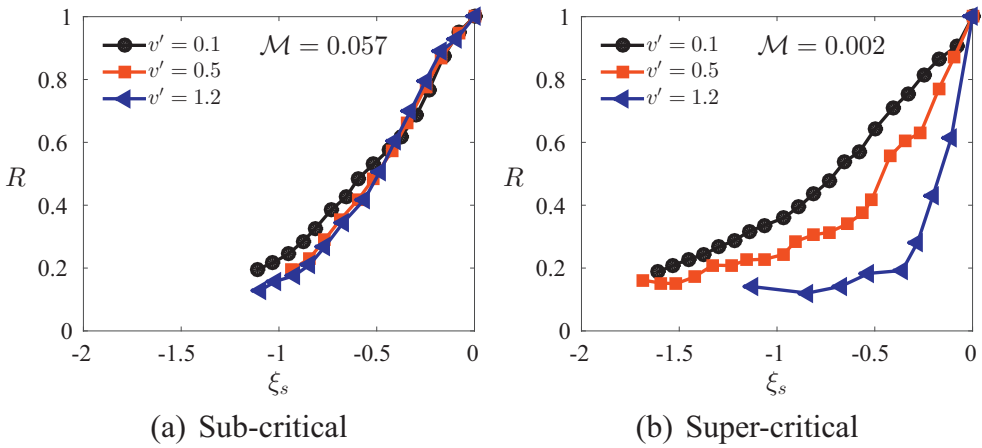 1
0.8
0.6
0.4
0.2
0
R
v′ = 0.1
v′ = 0.5
v′ = 1.2
ℳ = 0.057
-2
-1.5
-1
-0.5
0
ξₛ
(a) Sub-critical
1
0.8
0.6
0.4
0.2
0
R
v′ = 0.1
v′ = 0.5
v′ = 1.2
ℳ = 0.002
-2
-1.5
-1
-0.5
0
ξₛ
(b) Super-critical